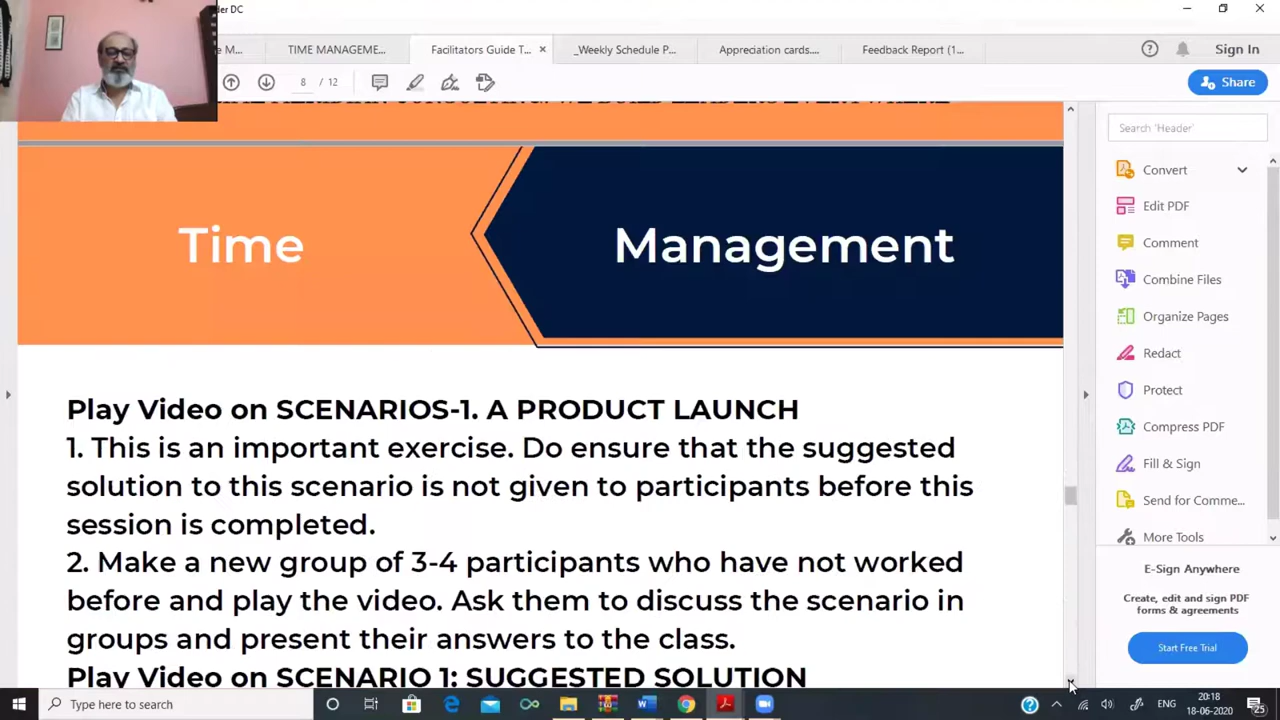 der DC
e M...
TIME MANAGEME...
Facilitators Guide T...
_Weekly Schedule P...
Appreciation cards....
Feedback Report (1...
Sign In
8 / 12
Share
Search 'Header'
Time
Management
Play Video on SCENARIOS-1. A PRODUCT LAUNCH
1. This is an important exercise. Do ensure that the suggested
solution to this scenario is not given to participants before this
session is completed.
2. Make a new group of 3-4 participants who have not worked
before and play the video. Ask them to discuss the scenario in
groups and present their answers to the class.
Play Video on SCENARIO 1: SUGGESTED SOLUTION
Convert
Edit PDF
Comment
Combine Files
Organize Pages
Redact
Protect
Compress PDF
Fill & Sign
Send for Comme...
More Tools
E-Sign Anywhere
Create, edit and sign PDF
forms & agreements
Start Free Trial
Type here to search
ENG
20:18
18-06-2020
25